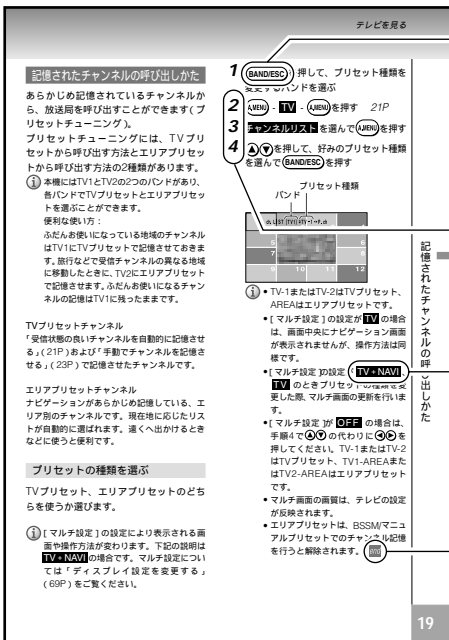 テレビを見る
記憶されたチャンネルの呼び出しかた
あらかじめ記憶されているチャンネルか
ら、放送局を呼び出すことができます(プ
リセットチューニング)。
プリセットチューニングには、TVプリ
セットから呼び出す方法とエリアプリセッ
トから呼び出す方法の2種類があります。
本機にはTV1とTV2の2つのバンドがあり、
各バンドでTVプリセットとエリアプリセッ
トを選ぶことができます。
便利な使い方:
ふだんお使いになっている地域のチャンネル
はTV1にTVプリセットで記憶させておきま
す。旅行などで受信チャンネルの異なる地域
に移動したときに、TV2にエリアプリセット
で記憶させます。ふだんお使いになるチャン
ネルの記憶はTV1に残ったままです。
TVプリセットチャンネル
「受信状態の良いチャンネルを自動的に記憶させ
る」(21P)および「手動でチャンネルを記憶さ
せる」(23P)で記憶させたチャンネルです。
エリアプリセットチャンネル
ナビゲーションがあらかじめ記憶している、エ
リア別のチャンネルです。現在地に応じたリス
トが自動的に選ばれます。遠くへ出かけるとき
などに使うと便利です。
プリセットの種類を選ぶ
TVプリセット、エリアプリセットのどち
らを使うか選びます。
[マルチ設定]の設定により表示される画
面や操作方法が変わります。下記の説明は
TV+NAVIの場合です。マルチ設定につい
ては「ディスプレイ設定を変更する」
(69P)をご覧ください。
1 BAND/ESC 押して、プリセット種類を
変更するバンドを選ぶ
2 A.MENU - TV - A.MENU を押す 21P
3 チャンネルリスト を選んで A.MENU を押す
4 を押して、好みのプリセット種類
を選んで BAND/ESC を押す
プリセット種類
バンド
LIST TV1 TV-1 P.ch
6 6
7 8
9 10 11 12
• TV-1またはTV-2はTVプリセット、
AREAはエリアプリセットです。
• [マルチ設定]の設定が TV の場合
は、画面中央にナビゲーション画面
が表示されませんが、操作方法は同
様です。
• [マルチ設定]の設定が TV+NAVI、
TV のときプリセットの種類を変
更した際、マルチ画面の更新を行いま
す。
• [マルチ設定]が OFF の場合は、
手順4で の代わりに を
押してください。TV-1またはTV-2
はTVプリセット、TV1-AREAまた
はTV2-AREAはエリアプリセット
です。
• マルチ画面の画質は、テレビの設定
が反映されます。
• エリアプリセットは、BSSM/マニュ
アルプリセットでのチャンネル記憶
を行うと解除されます。
記憶されたチャンネルの呼び出しかた
19